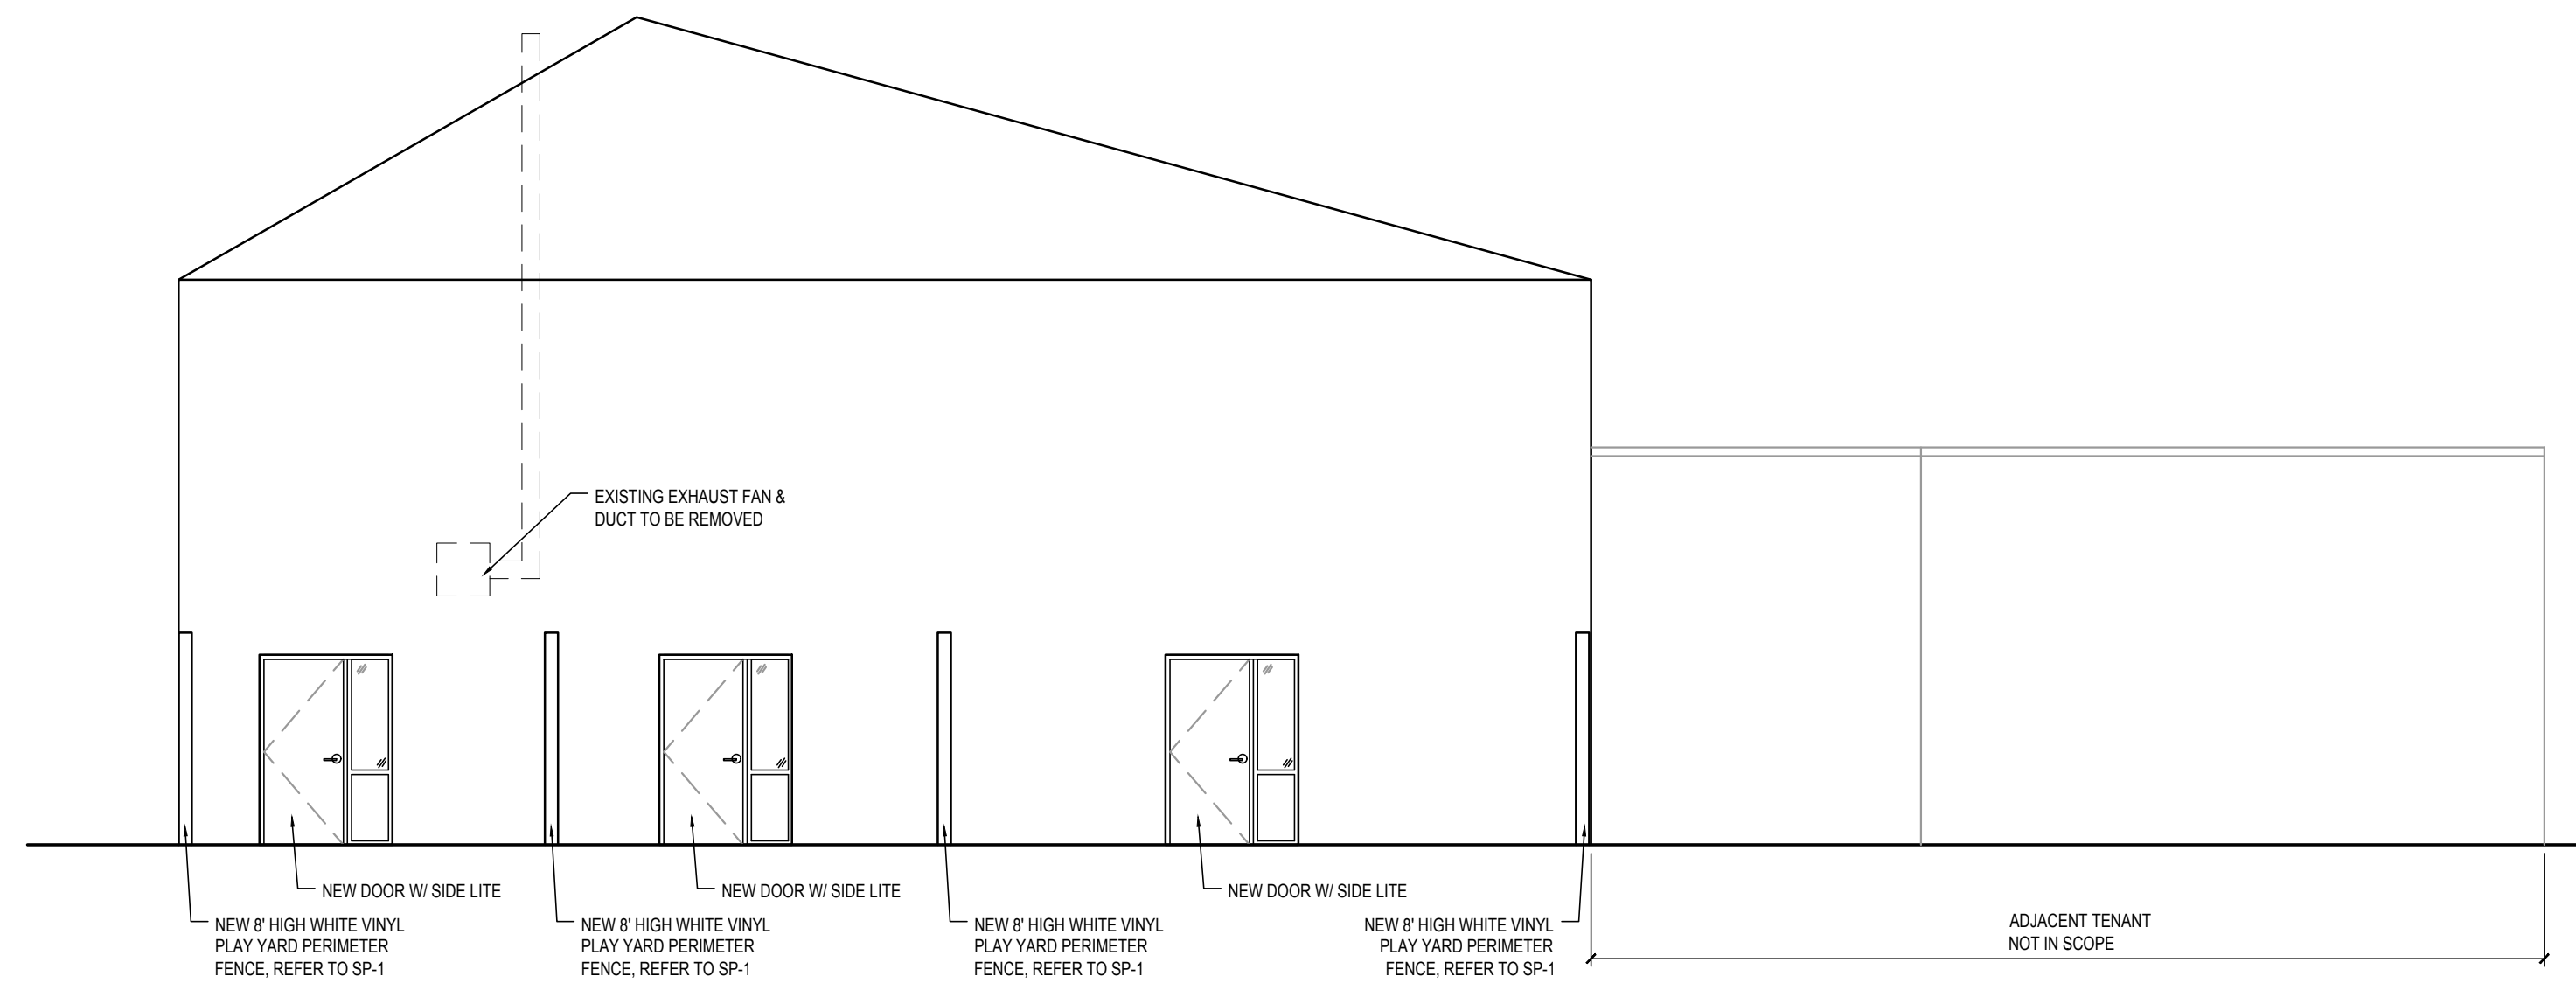 EXISTING EXHAUST FAN &
DUCT TO BE REMOVED
NEW DOOR W/ SIDE LITE
NEW DOOR W/ SIDE LITE
NEW DOOR W/ SIDE LITE
NEW 8' HIGH WHITE VINYL
PLAY YARD PERIMETER
FENCE, REFER TO SP-1
NEW 8' HIGH WHITE VINYL
PLAY YARD PERIMETER
FENCE, REFER TO SP-1
NEW 8' HIGH WHITE VINYL
PLAY YARD PERIMETER
FENCE, REFER TO SP-1
NEW 8' HIGH WHITE VINYL
PLAY YARD PERIMETER
FENCE, REFER TO SP-1
ADJACENT TENANT
NOT IN SCOPE